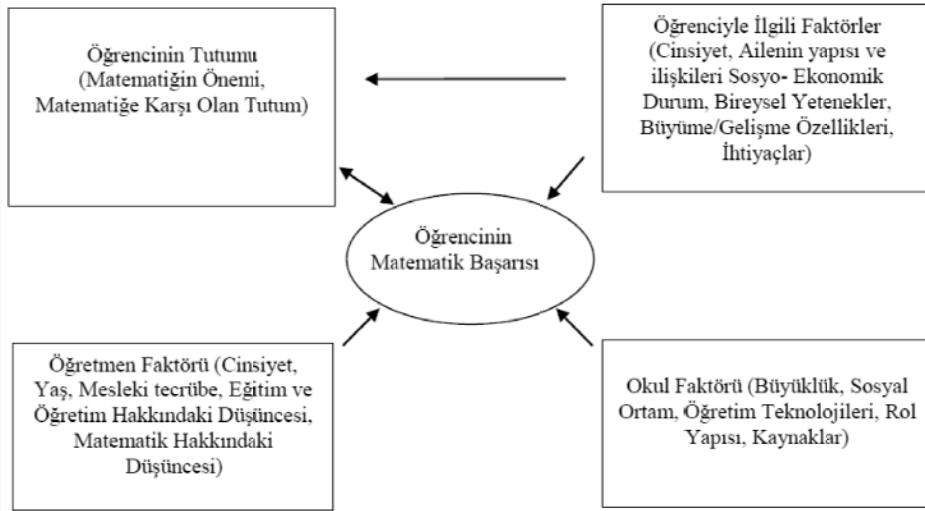 Öğrencinin Tutumu
(Matematiğin Önemi,
Matematiğe Karşı Olan Tutum)
Öğrenciyle İlgili Faktörler
(Cinsiyet, Ailenin yapısı ve
ilişkileri Sosyo- Ekonomik
Durum, Bireysel Yetenekler,
Büyüme/Gelişme Özellikleri,
İhtiyaçlar)
Öğrencinin
Matematik Başarısı
Öğretmen Faktörü (Cinsiyet,
Yaş, Mesleki tecrübe, Eğitim ve
Öğretim Hakkındaki Düşüncesi,
Matematik Hakkındaki
Düşüncesi)
Okul Faktörü (Büyüklük, Sosyal
Ortam, Öğretim Teknolojileri, Rol
Yapısı, Kaynaklar)